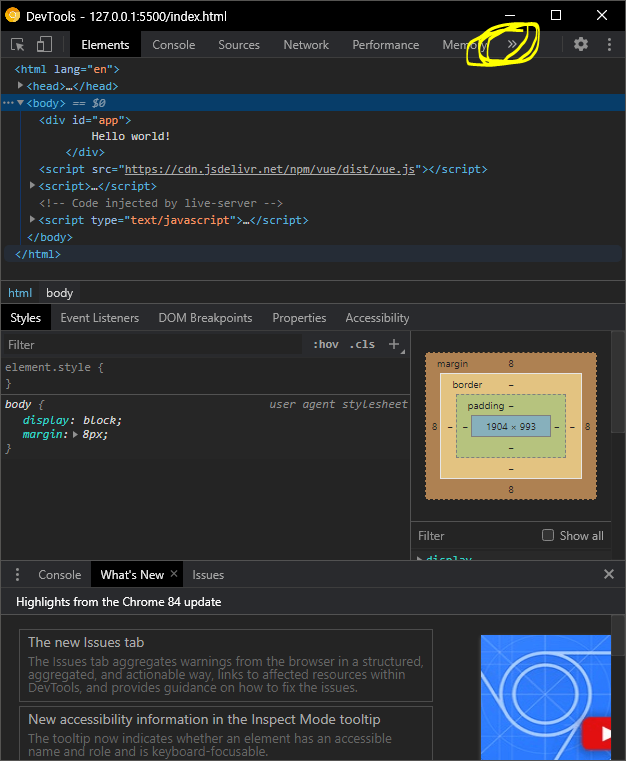 DevTools - 127.0.0.1:5500/index.html
Elements Console Sources Network Performance Memory »
<html lang="en">
<head>…</head>
<body> == $0
<div id="app">
Hello world!
</div>
<script src="https://cdn.jsdelivr.net/npm/vue/dist/vue.js"></script>
<script>…</script>
<!-- Code injected by live-server -->
<script type="text/javascript">…</script>
</body>
</html>
html body
Styles Event Listeners DOM Breakpoints Properties Accessibility
Filter :hov .cls +
element.style {
}
body { user agent stylesheet
display: block;
margin: 8px;
}
margin 8
border –
padding –
8 – – 1904 × 993 – – 8
–
–
8
Filter Show all
display
Console What's New × Issues
Highlights from the Chrome 84 update
The new Issues tab
The Issues tab aggregates warnings from the browser in a structured,
aggregated, and actionable way, links to affected resources within
DevTools, and provides guidance on how to fix the issues.
New accessibility information in the Inspect Mode tooltip
The tooltip now indicates whether an element has an accessible
name and role and is keyboard-focusable.